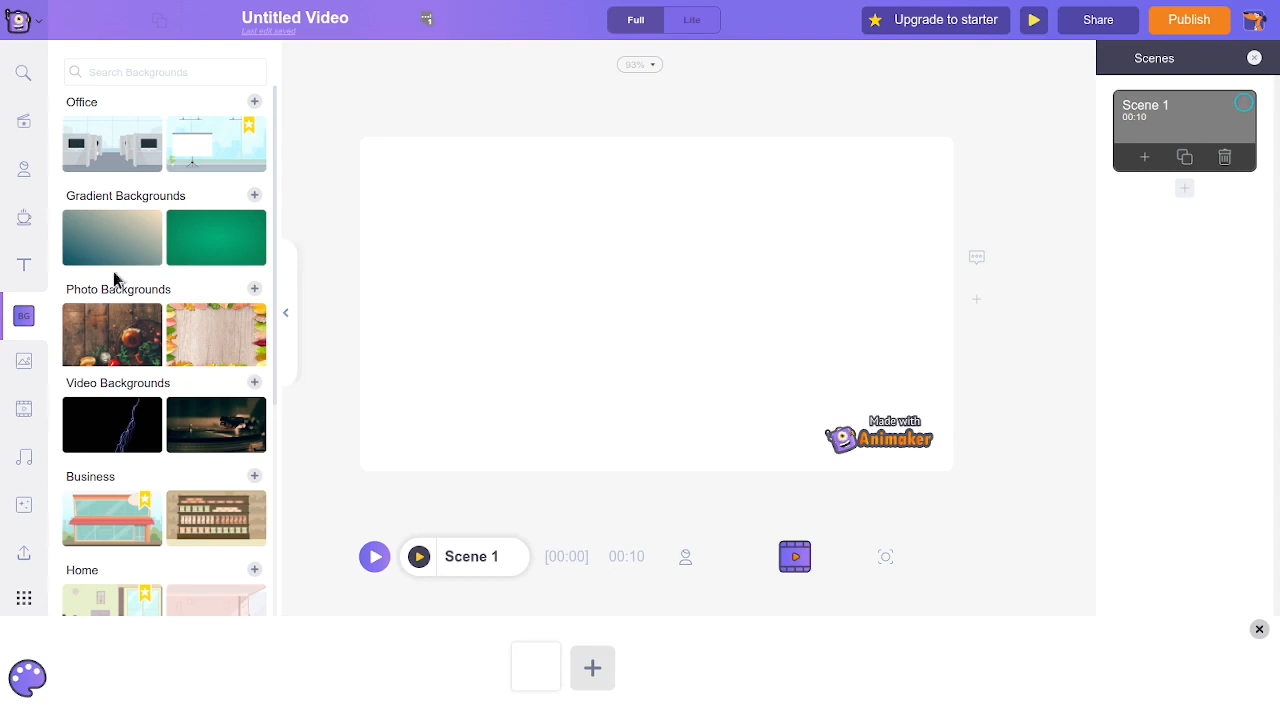 Untitled Video
Last edit saved
Full
Lite
Upgrade to starter
Share
Publish
Search Backgrounds
93%
Scenes
Office
Scene 1
00:10
Gradient Backgrounds
Photo Backgrounds
BG
Video Backgrounds
Made with
Animaker
Business
Scene 1
[00:00]
00:10
Home